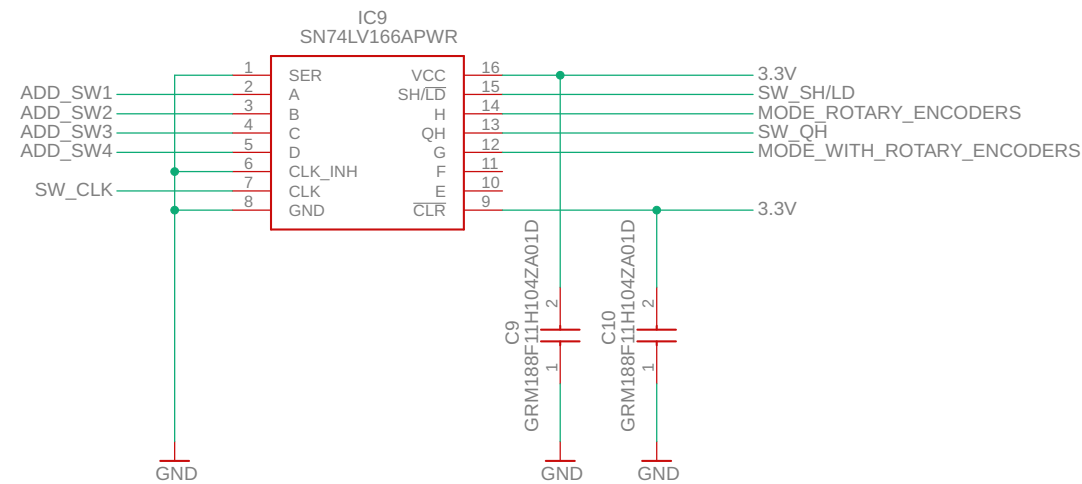 IC9
SN74LV166APWR
1 SER VCC 16 3.3V
ADD_SW1 2 A SH/LD 15 SW_SH/LD
ADD_SW2 3 B H 14 MODE_ROTARY_ENCODERS
ADD_SW3 4 C QH 13 SW_QH
ADD_SW4 5 D G 12 MODE_WITH_ROTARY_ENCODERS
6 CLK_INH F 11
SW_CLK 7 CLK E 10
8 GND CLR 9 3.3V
C9
GRM188F11H104ZA01D
2
1
C10
GRM188F11H104ZA01D
2
1
GND GND GND